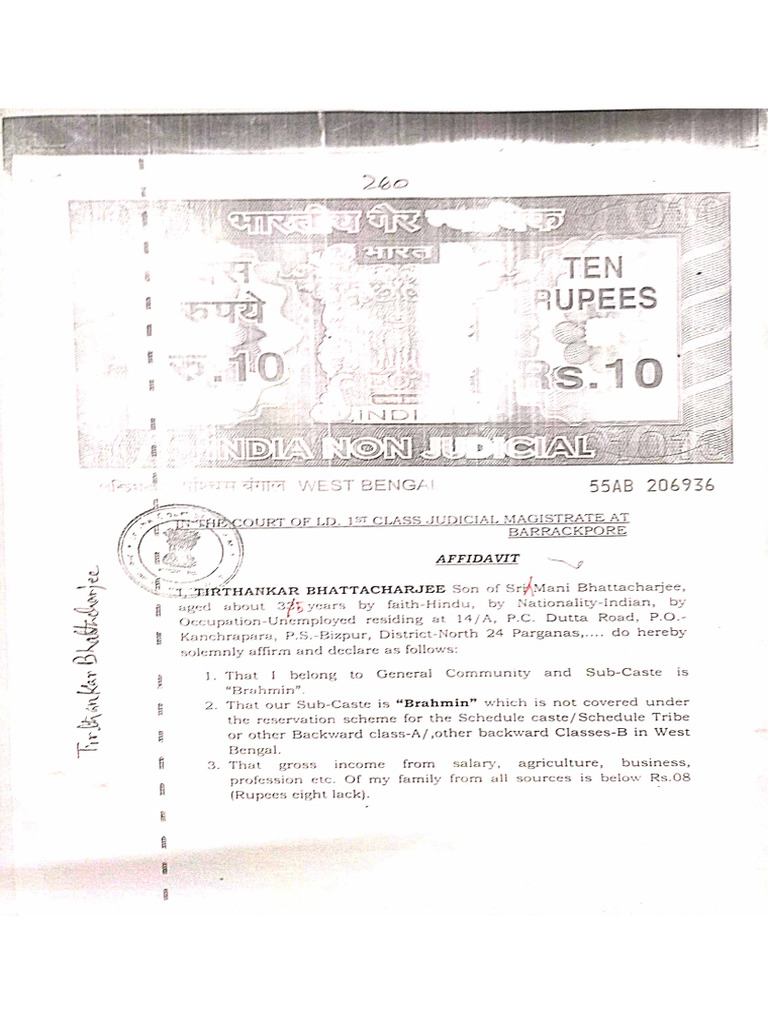 260
भारतीय गैर
भारत
रुपये
रु.10
TEN
RUPEES
Rs.10
INDIA NON JUDICIAL
पश्चिम बंगाल WEST BENGAL
55AB 206936
IN THE COURT OF LD. 1ST CLASS JUDICIAL MAGISTRATE AT
BARRACKPORE
AFFIDAVIT
I, TIRTHANKAR BHATTACHARJEE Son of Sri Mani Bhattacharjee,
aged about 35 years by faith-Hindu, by Nationality-Indian, by
Occupation-Unemployed residing at 14/A, P.C. Dutta Road, P.O.-
Kanchrapara, P.S.-Bizpur, District-North 24 Parganas,.... do hereby
solemnly affirm and declare as follows:
1. That I belong to General Community and Sub-Caste is
"Brahmin".
2. That our Sub-Caste is "Brahmin" which is not covered under
the reservation scheme for the Schedule caste/Schedule Tribe
or other Backward class-A/,other backward Classes-B in West
Bengal.
3. That gross income from salary, agriculture, business,
profession etc. Of my family from all sources is below Rs.08
(Rupees eight lack).
Tirthankar Bhattacharjee